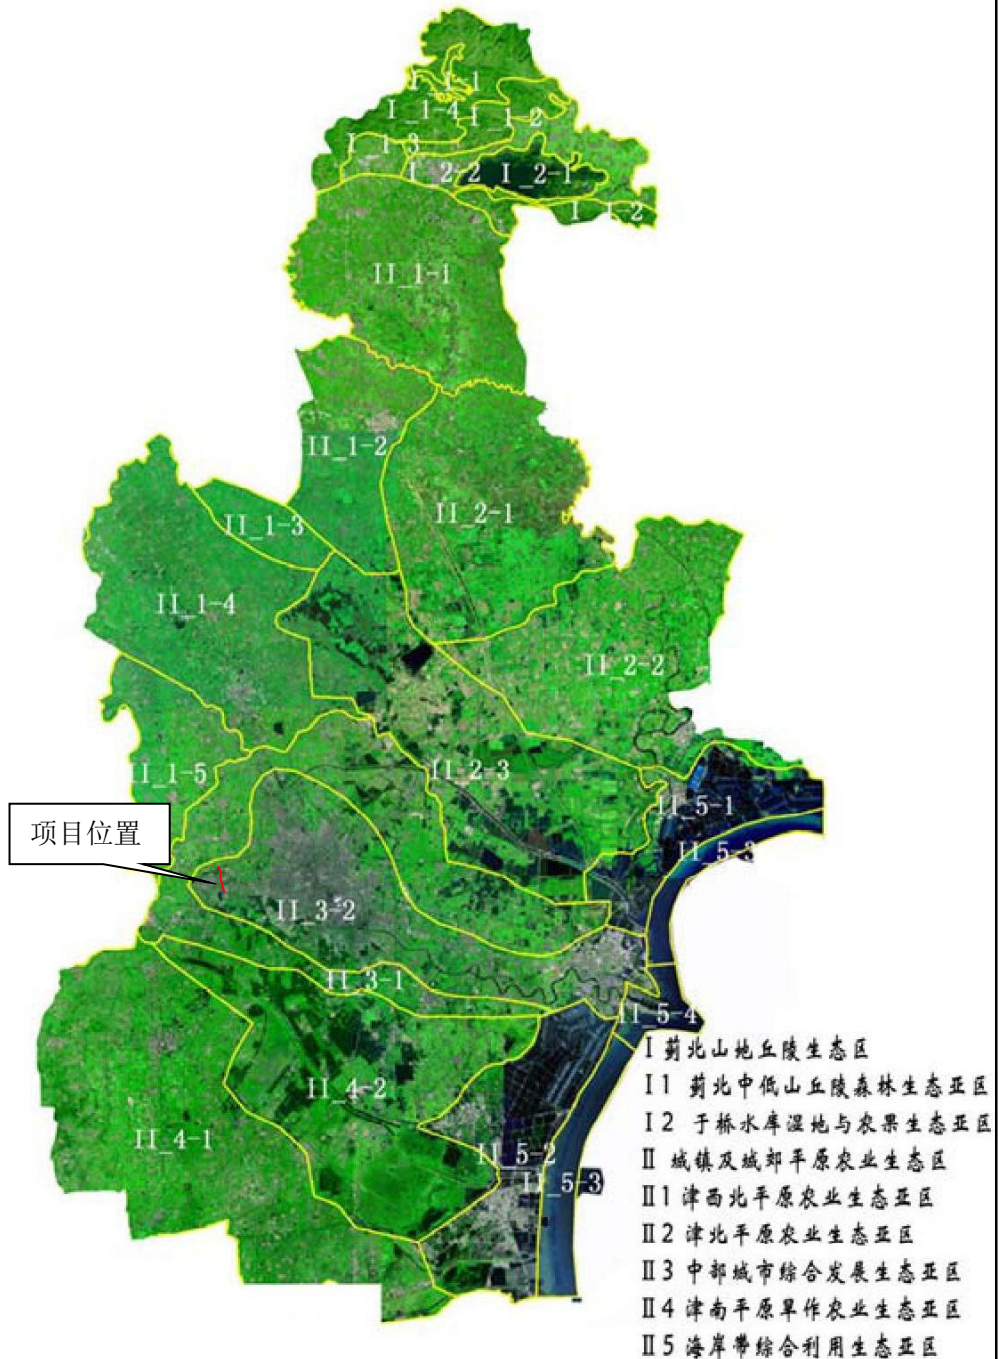 I_1-1
I_1-4
I_1-2
I_1-3
I_2-2
I_2-1
I_1-2
II_1-1
II_1-2
II_2-1
II_1-3
II_1-4
II_2-2
II_1-5
II_2-3
II_5-1
项目位置
II_5-3
II_3-2
II_3-1
II_5-4
II_4-2
II_4-1
II_5-2
II_5-3
I 蓟北山地丘陵生态区
I1 蓟北中低山丘陵森林生态亚区
I2 于桥水库湿地与农果生态亚区
II 城镇及城郊平原农业生态区
II1 津西北平原农业生态亚区
II2 津北平原农业生态亚区
II3 中部城市综合发展生态亚区
II4 津南平原旱作农业生态亚区
II5 海岸带综合利用生态亚区